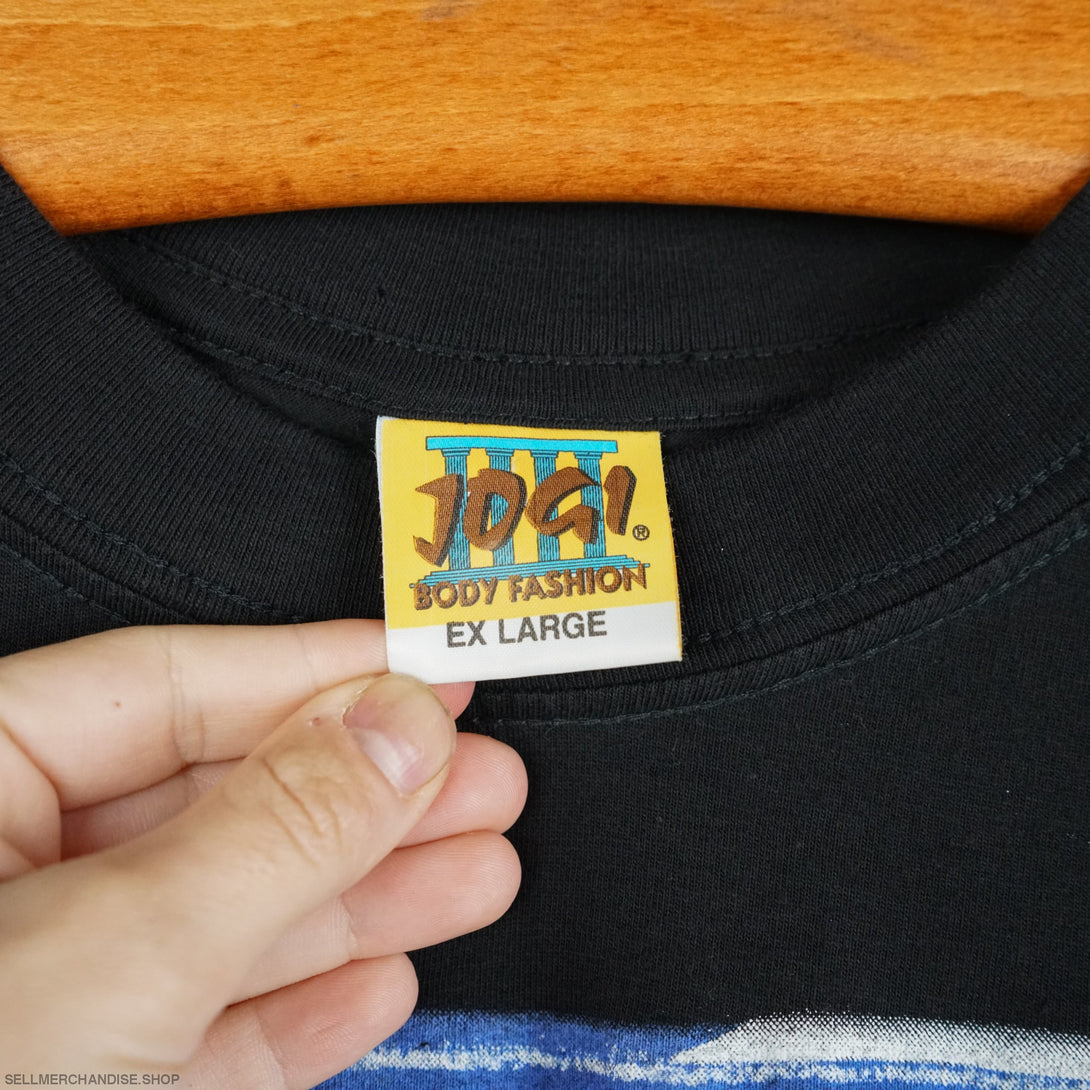 JOGI ®
BODY FASHION
EX LARGE
SELLMERCHANDISE.SHOP